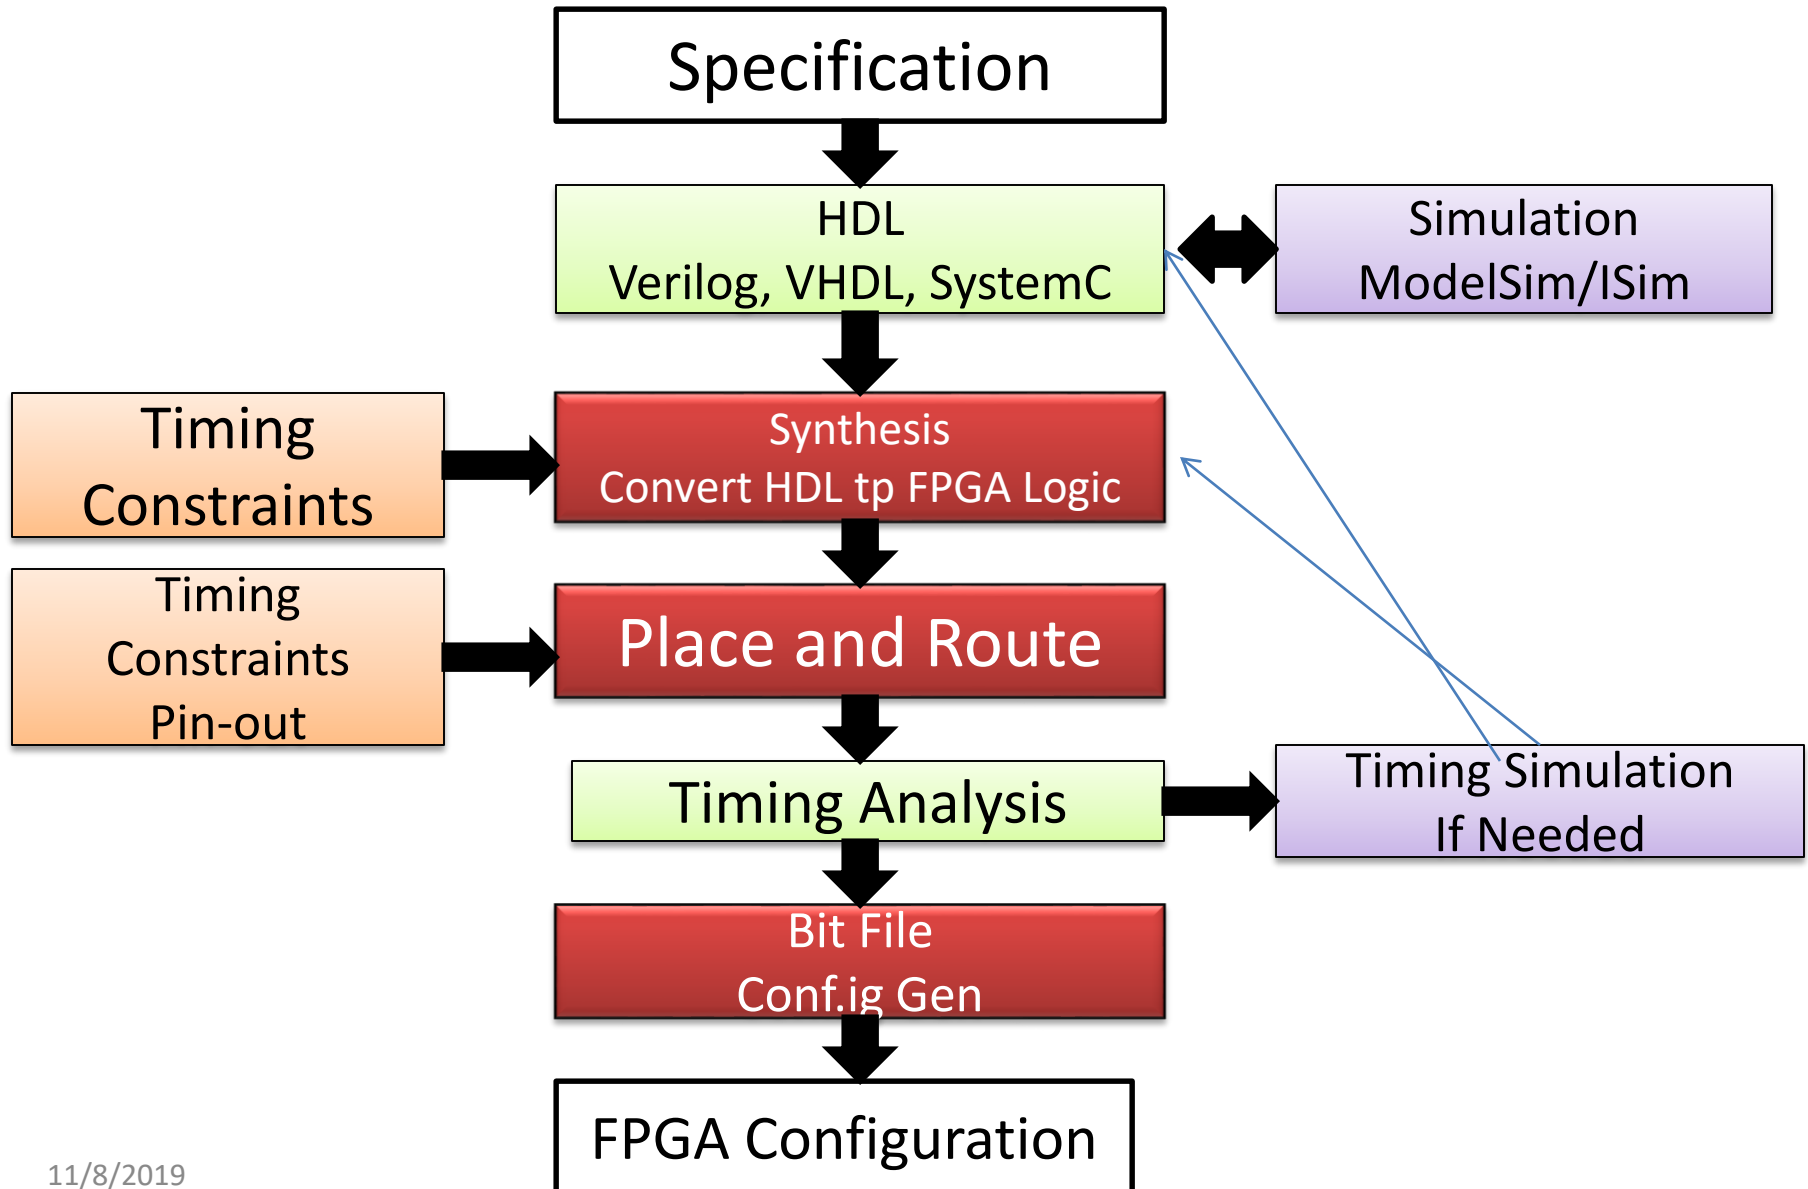 Specification
HDL
Verilog, VHDL, SystemC
Simulation
ModelSim/ISim
Timing
Constraints
Synthesis
Convert HDL tp FPGA Logic
Timing
Constraints
Pin-out
Place and Route
Timing Analysis
Timing Simulation
If Needed
Bit File
Conf.ig Gen
FPGA Configuration
11/8/2019